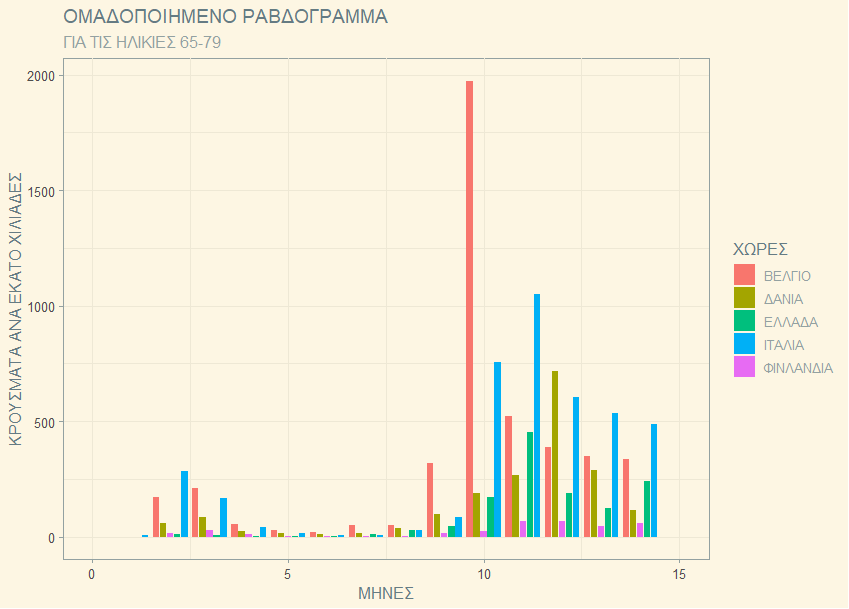 ΟΜΑΔΟΠΟΙΗΜΕΝΟ ΡΑΒΔΟΓΡΑΜΜΑ
ΓΙΑ ΤΙΣ ΗΛΙΚΙΕΣ 65-79
ΚΡΟΥΣΜΑΤΑ ΑΝΑ ΕΚΑΤΟ ΧΙΛΙΑΔΕΣ
2000
1500
1000
500
0
0
5
10
15
ΜΗΝΕΣ
ΧΩΡΕΣ
ΒΕΛΓΙΟ
ΔΑΝΙΑ
ΕΛΛΑΔΑ
ΙΤΑΛΙΑ
ΦΙΝΛΑΝΔΙΑ